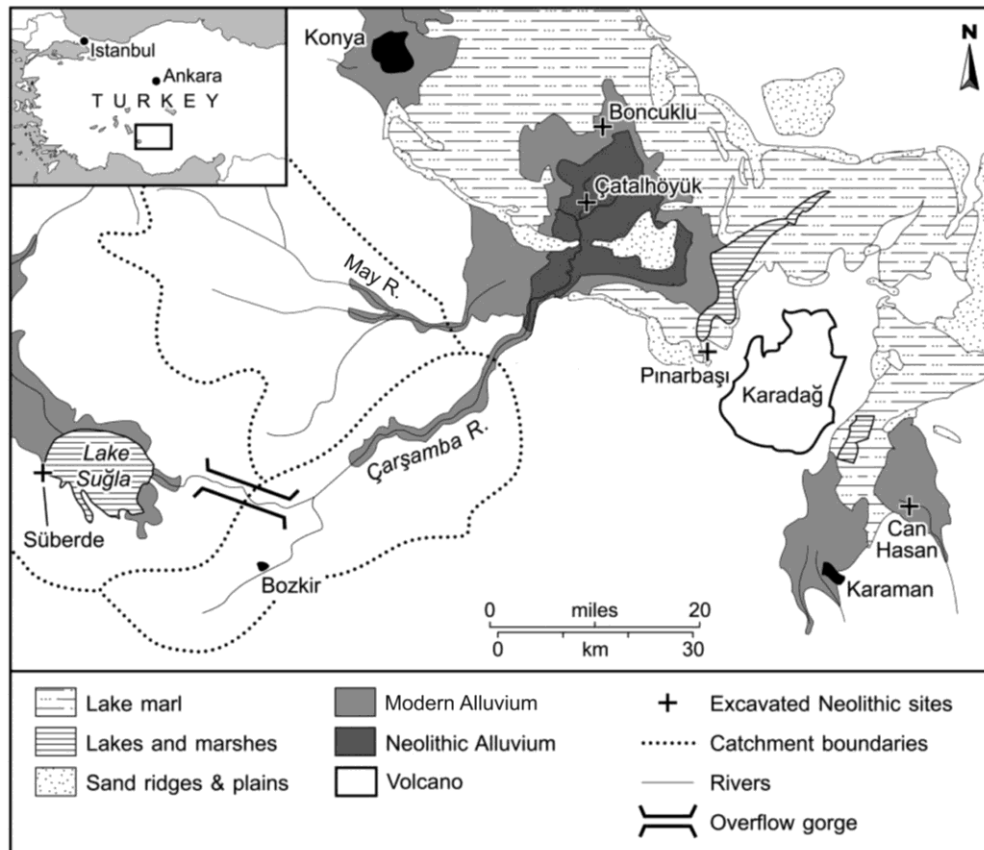 Istanbul
Ankara
TURKEY
Konya
N
Boncuklu
Çatalhöyük
May R.
Pınarbaşı
Karadağ
Çarşamba R.
Lake
Suğla
Süberde
Bozkir
Can
Hasan
Karaman
0 miles 20
0 km 30
Lake marl
Lakes and marshes
Sand ridges & plains
Modern Alluvium
Neolithic Alluvium
Volcano
Excavated Neolithic sites
Catchment boundaries
Rivers
Overflow gorge